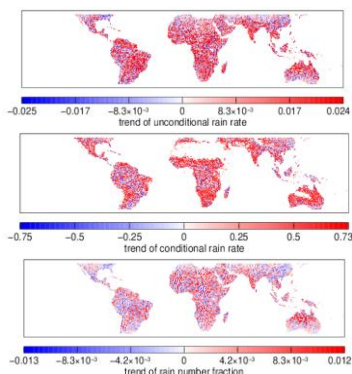 −0.025 −0.017 −8.3×10⁻³ 0 8.3×10⁻³ 0.017 0.024
trend of unconditional rain rate
−0.75 −0.5 −0.25 0 0.25 0.5 0.73
trend of conditional rain rate
−0.013 −8.3×10⁻³ −4.2×10⁻³ 0 4.2×10⁻³ 8.3×10⁻³ 0.012
trend of rain number fraction